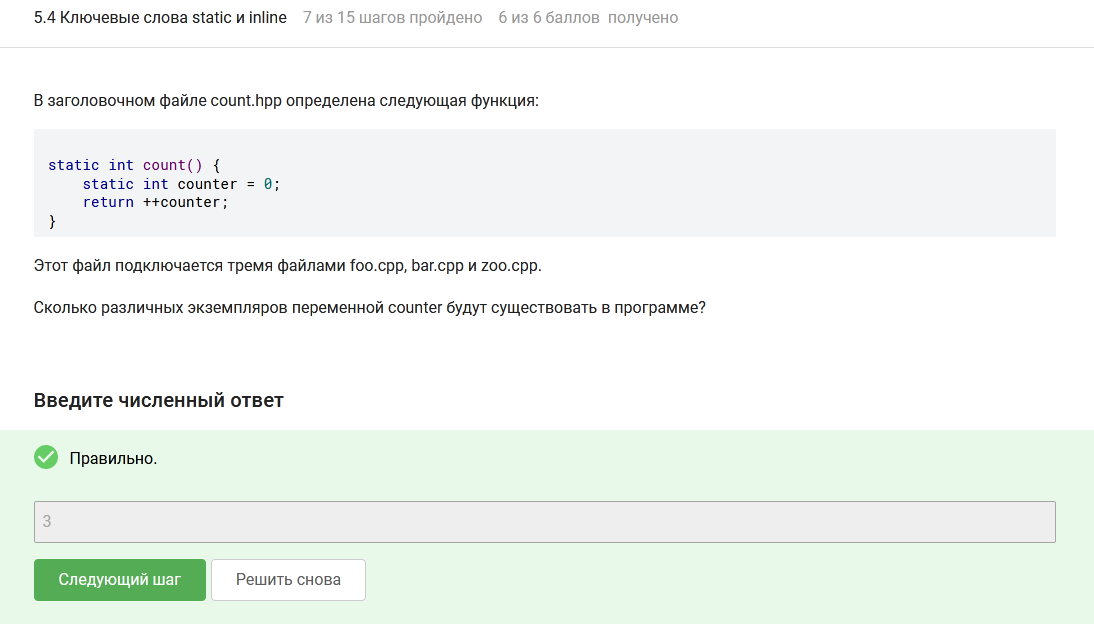 5.4 Ключевые слова static и inline 7 из 15 шагов пройдено 6 из 6 баллов получено
В заголовочном файле count.hpp определена следующая функция:
static int count() {
    static int counter = 0;
    return ++counter;
}
Этот файл подключается тремя файлами foo.cpp, bar.cpp и zoo.cpp.
Сколько различных экземпляров переменной counter будут существовать в программе?
Введите численный ответ
Правильно.
3
Следующий шаг Решить снова